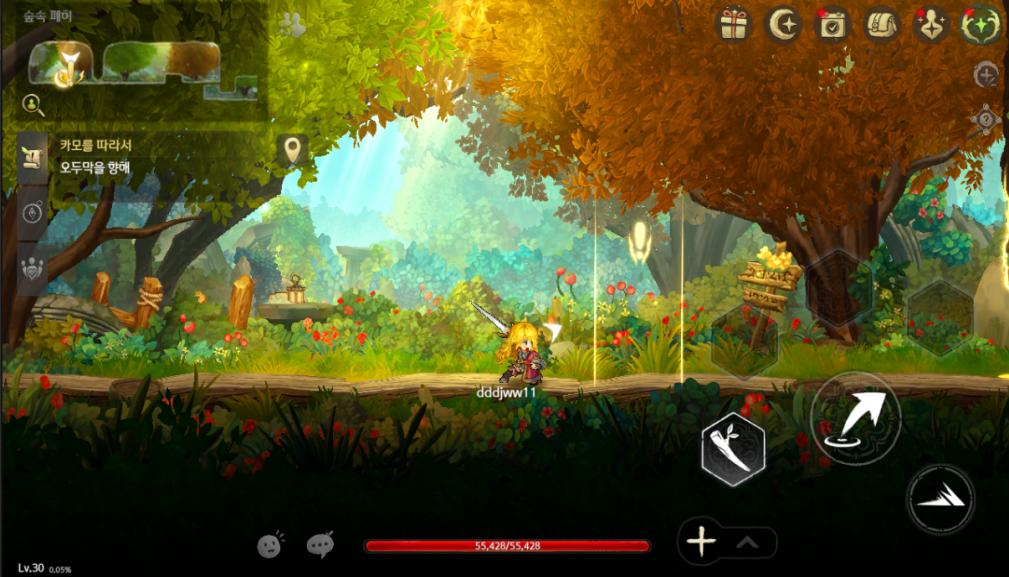 숲속 폐허
카모를 따라서
오두막을 향해
dddjww11
55,428/55,428
Lv.30 0.05%